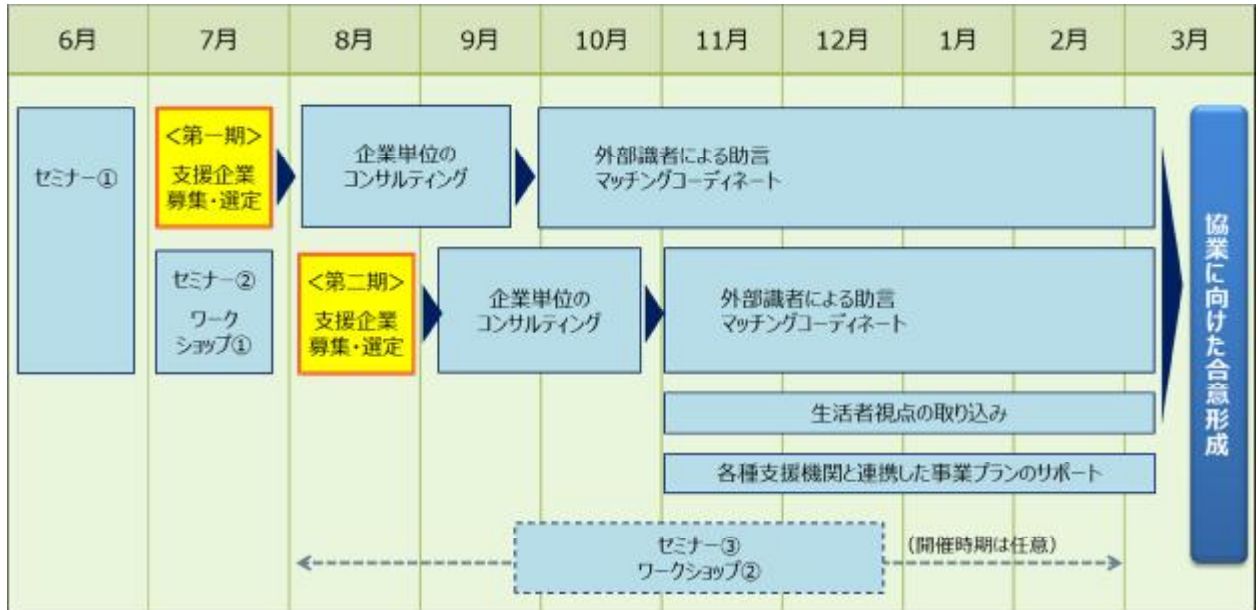 6月 7月 8月 9月 10月 11月 12月 1月 2月 3月
セミナー①
＜第一期＞
支援企業
募集・選定
企業単位の
コンサルティング
外部識者による助言
マッチングコーディネート
セミナー②
ワーク
ショップ①
＜第二期＞
支援企業
募集・選定
企業単位の
コンサルティング
外部識者による助言
マッチングコーディネート
生活者視点の取り込み
各種支援機関と連携した事業プランのサポート
セミナー③
ワークショップ②
（開催時期は任意）
協業に向けた合意形成